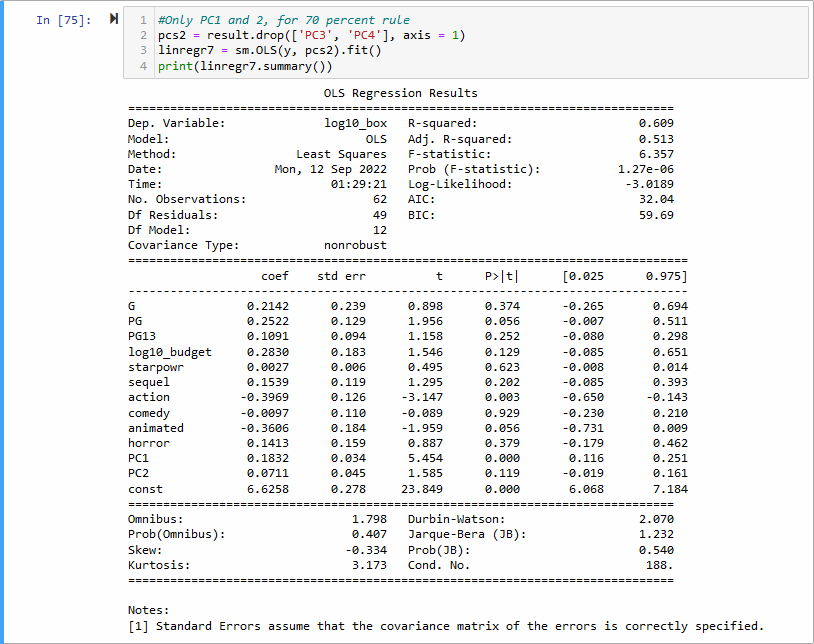 In [75]:
1 #Only PC1 and 2, for 70 percent rule
2 pcs2 = result.drop(['PC3', 'PC4'], axis = 1)
3 linregr7 = sm.OLS(y, pcs2).fit()
4 print(linregr7.summary())
OLS Regression Results
==============================================================================
Dep. Variable: log10_box R-squared: 0.609
Model: OLS Adj. R-squared: 0.513
Method: Least Squares F-statistic: 6.357
Date: Mon, 12 Sep 2022 Prob (F-statistic): 1.27e-06
Time: 01:29:21 Log-Likelihood: -3.0189
No. Observations: 62 AIC: 32.04
Df Residuals: 49 BIC: 59.69
Df Model: 12
Covariance Type: nonrobust
================================================================================
coef std err t P>|t| [0.025 0.975]
--------------------------------------------------------------------------------
G 0.2142 0.239 0.898 0.374 -0.265 0.694
PG 0.2522 0.129 1.956 0.056 -0.007 0.511
PG13 0.1091 0.094 1.158 0.252 -0.080 0.298
log10_budget 0.2830 0.183 1.546 0.129 -0.085 0.651
starpowr 0.0027 0.006 0.495 0.623 -0.008 0.014
sequel 0.1539 0.119 1.295 0.202 -0.085 0.393
action -0.3969 0.126 -3.147 0.003 -0.650 -0.143
comedy -0.0097 0.110 -0.089 0.929 -0.230 0.210
animated -0.3606 0.184 -1.959 0.056 -0.731 0.009
horror 0.1413 0.159 0.887 0.379 -0.179 0.462
PC1 0.1832 0.034 5.454 0.000 0.116 0.251
PC2 0.0711 0.045 1.585 0.119 -0.019 0.161
const 6.6258 0.278 23.849 0.000 6.068 7.184
==============================================================================
Omnibus: 1.798 Durbin-Watson: 2.070
Prob(Omnibus): 0.407 Jarque-Bera (JB): 1.232
Skew: -0.334 Prob(JB): 0.540
Kurtosis: 3.173 Cond. No. 188.
==============================================================================
Notes:
[1] Standard Errors assume that the covariance matrix of the errors is correctly specified.